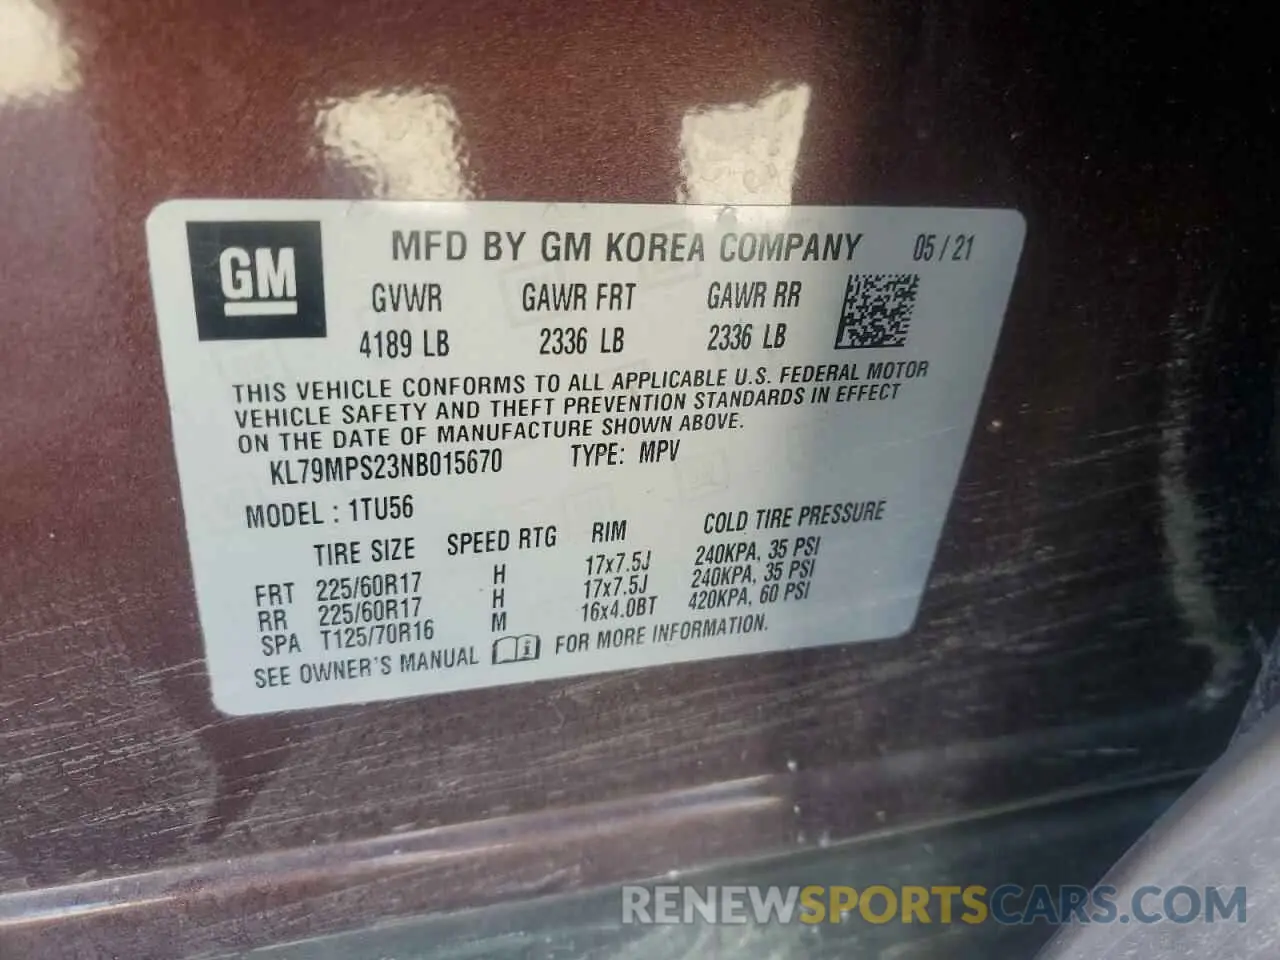 GM
MFD BY GM KOREA COMPANY 05 / 21
GVWR GAWR FRT GAWR RR
4189 LB 2336 LB 2336 LB
THIS VEHICLE CONFORMS TO ALL APPLICABLE U.S. FEDERAL MOTOR
VEHICLE SAFETY AND THEFT PREVENTION STANDARDS IN EFFECT
ON THE DATE OF MANUFACTURE SHOWN ABOVE.
KL79MPS23NB015670 TYPE: MPV
MODEL : 1TU56
TIRE SIZE SPEED RTG RIM COLD TIRE PRESSURE
FRT 225/60R17 H 17x7.5J 240KPA, 35 PSI
RR 225/60R17 H 17x7.5J 240KPA, 35 PSI
SPA T125/70R16 M 16x4.0BT 420KPA, 60 PSI
SEE OWNER'S MANUAL FOR MORE INFORMATION.
RENEWSPORTSCARS.COM